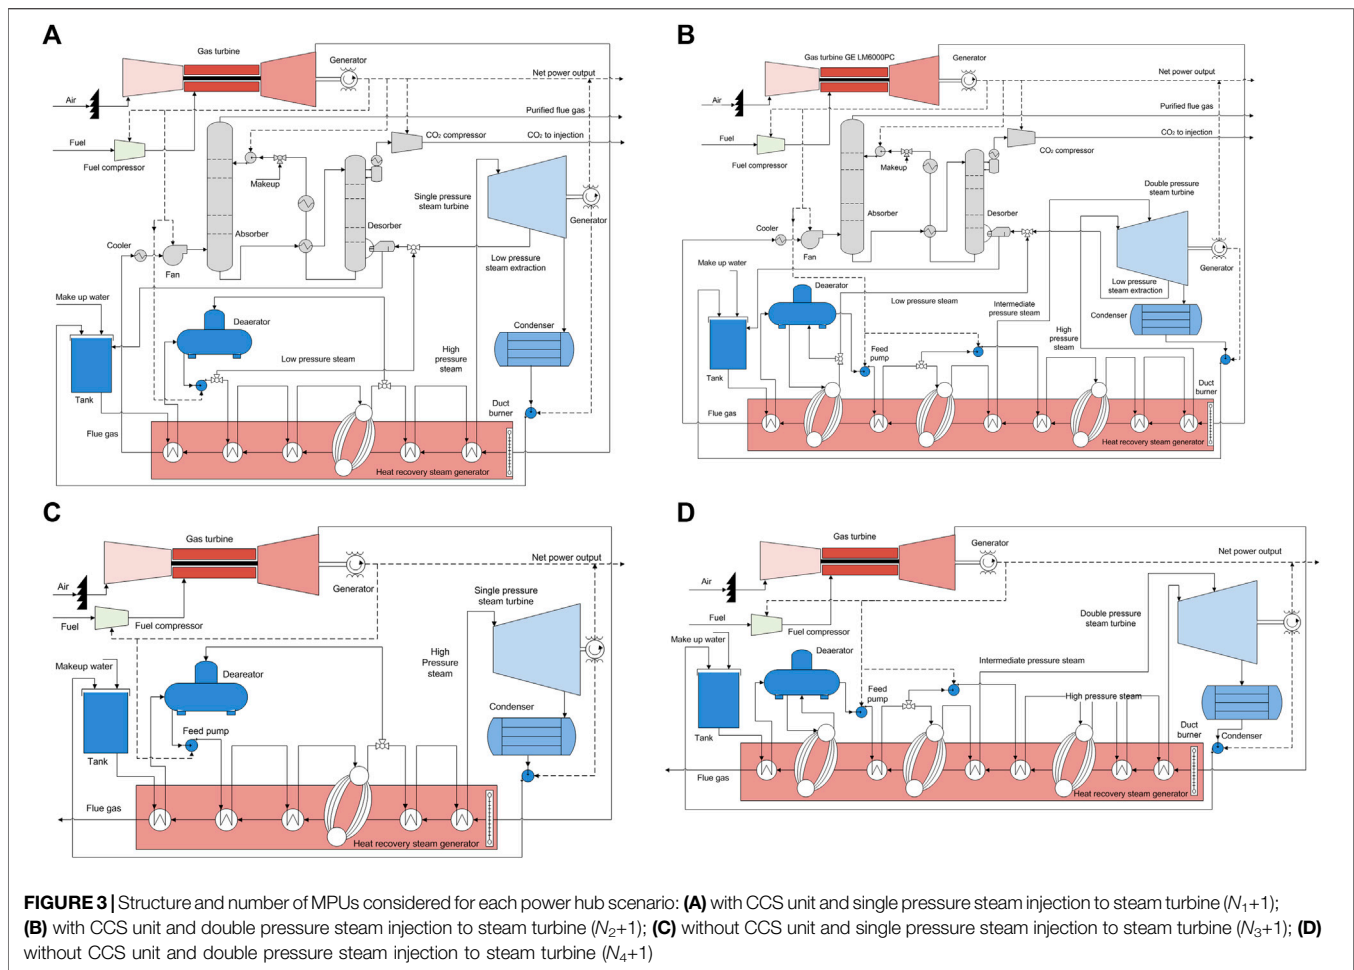 A
Gas turbine
Generator
Net power output
Air
Purified flue gas
Fuel
Fuel compressor
CO₂ compressor
CO₂ to injection
Makeup
Single pressure
steam turbine
Generator
Absorber
Desorber
Cooler
Fan
Low pressure
steam extraction
Make up water
Deaerator
Condenser
Low pressure steam
High
pressure
steam
Tank
Duct
burner
Flue gas
Heat recovery steam generator
B
Gas turbine GE LM6000PC
Generator
Net power output
Air
Purified flue gas
Fuel
Fuel compressor
CO₂ to injection
CO₂ compressor
Makeup
Double pressure
steam turbine
Absorber
Desorber
Cooler
Fan
Generator
Make up water
Deaerator
Low pressure steam
Intermediate
pressure steam
Low pressure
steam extraction
Condenser
High
pressure
steam
Feed
pump
Tank
Duct
burner
Flue gas
Heat recovery steam generator
C
Gas turbine
Net power output
Generator
Air
Fuel
Fuel compressor
Single pressure
steam turbine
High
Pressure
steam
Makeup water
Deareator
Condenser
Feed pump
Tank
Flue gas
Duct
burner
Heat recovery steam generator
D
Gas turbine
Generator
Net power output
Air
Fuel
Fuel compressor
Double pressure
steam turbine
Make up water
Deaerator
Intermediate pressure steam
Feed
pump
High pressure steam
Tank
Duct
burner
Condenser
Flue gas
Heat recovery steam generator
FIGURE 3 | Structure and number of MPUs considered for each power hub scenario: (A) with CCS unit and single pressure steam injection to steam turbine (N₁+1);
(B) with CCS unit and double pressure steam injection to steam turbine (N₂+1); (C) without CCS unit and single pressure steam injection to steam turbine (N₃+1); (D)
without CCS unit and double pressure steam injection to steam turbine (N₄+1)